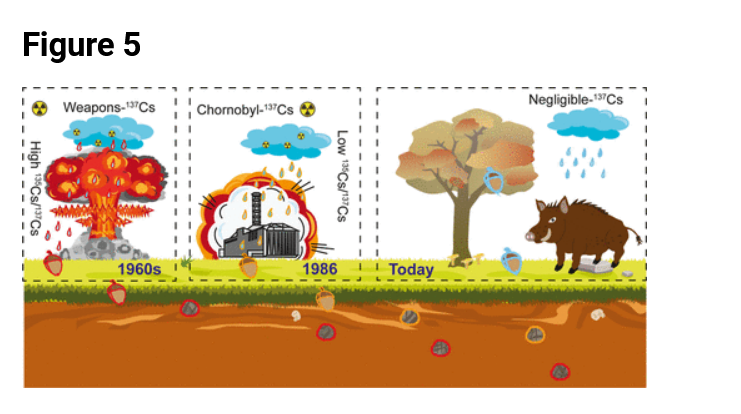 Figure 5
Weapons-¹³⁷Cs
High ¹³⁵Cs/¹³⁷Cs
1960s
Chornobyl-¹³⁷Cs
Low ¹³⁵Cs/¹³⁷Cs
1986
Negligible-¹³⁷Cs
Today